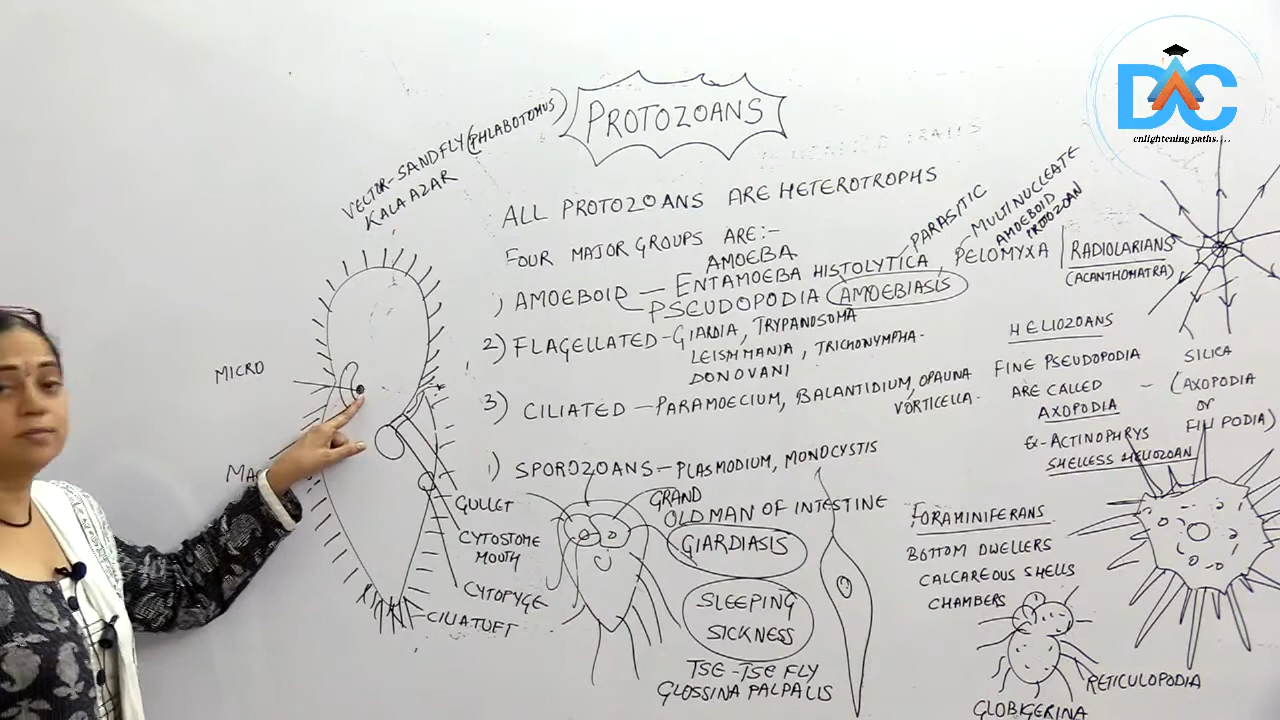 DAC
enlightening paths....
PROTOZOANS
VECTOR-SANDFLY (PHLABOTOMUS)
KALA AZAR
ALL PROTOZOANS ARE HETEROTROPHS
FOUR MAJOR GROUPS ARE:-
AMOEBA
PARASITIC
MULTINUCLEATE
AMOEBOID
PROTOZOAN
1) AMOEBOID — ENTAMOEBA HISTOLYTICA, PELOMYXA
PSEUDOPODIA AMOEBIASIS
RADIOLARIANS
(ACANTHOMATRA)
2) FLAGELLATED - GIARDIA, TRYPANOSOMA
LEISHMANIA, TRICHONYMPHA-
DONOVANI
3) CILIATED — PARAMOECIUM, BALANTIDIUM, OPALINA
VORTICELLA-
1) SPOROZOANS — PLASMODIUM, MONOCYSTIS
HELIOZOANS
FINE PSEUDOPODIA
ARE CALLED
AXOPODIA
EX-ACTINOPHRYS
SHELLESS HELIOZOAN
SILICA
(AXOPODIA
OR
FILIPODIA)
MICRO
GULLET
CYTOSTOME
MOUTH
CYTOPYGE
CILIATUFT
GRAND
OLD MAN OF INTESTINE
GIARDIASIS
SLEEPING
SICKNESS
TSE-TSE FLY
GLOSSINA PALPALIS
FORAMINIFERANS
BOTTOM DWELLERS
CALCAREOUS SHELLS
CHAMBERS
RETICULOPODIA
GLOBIGERINA